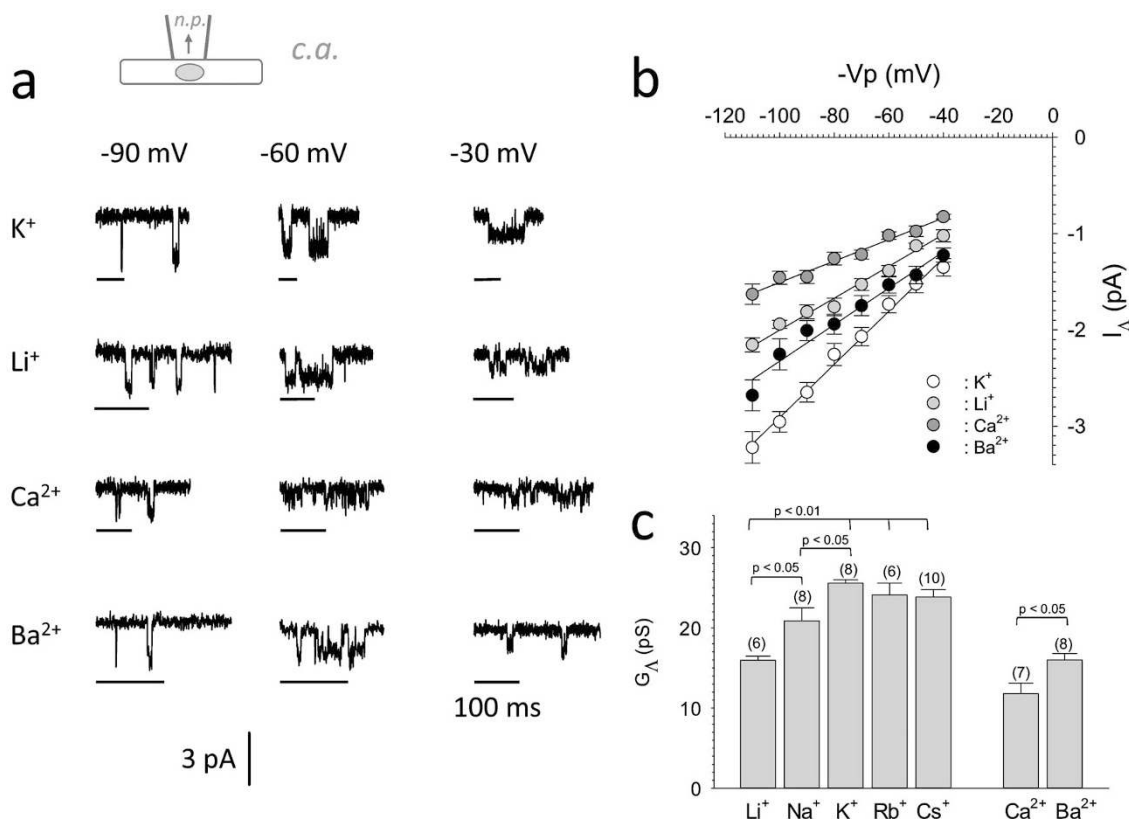 n.p.
c.a.
a
-90 mV
-60 mV
-30 mV
K+
Li+
Ca2+
Ba2+
100 ms
3 pA
b
-Vp (mV)
-120 -100 -80 -60 -40 -20 0
0
-1
-2
-3
IΛ (pA)
: K+
: Li+
: Ca2+
: Ba2+
c
p < 0.01
p < 0.05
p < 0.05
p < 0.05
(6)
(8)
(8)
(6)
(10)
(7)
(8)
30
20
10
0
GΛ (pS)
Li+ Na+ K+ Rb+ Cs+ Ca2+ Ba2+